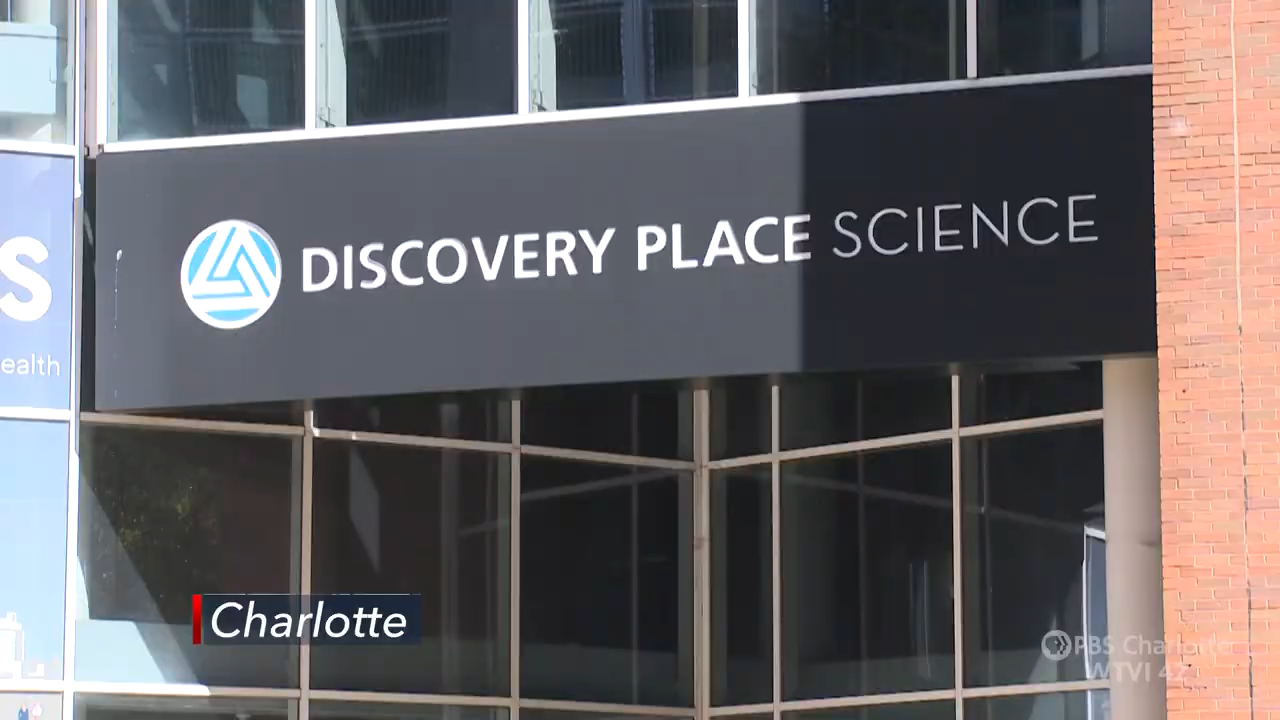 DISCOVERY PLACE SCIENCE
S
ealth
Charlotte
PBS Charlotte
WTVI 42